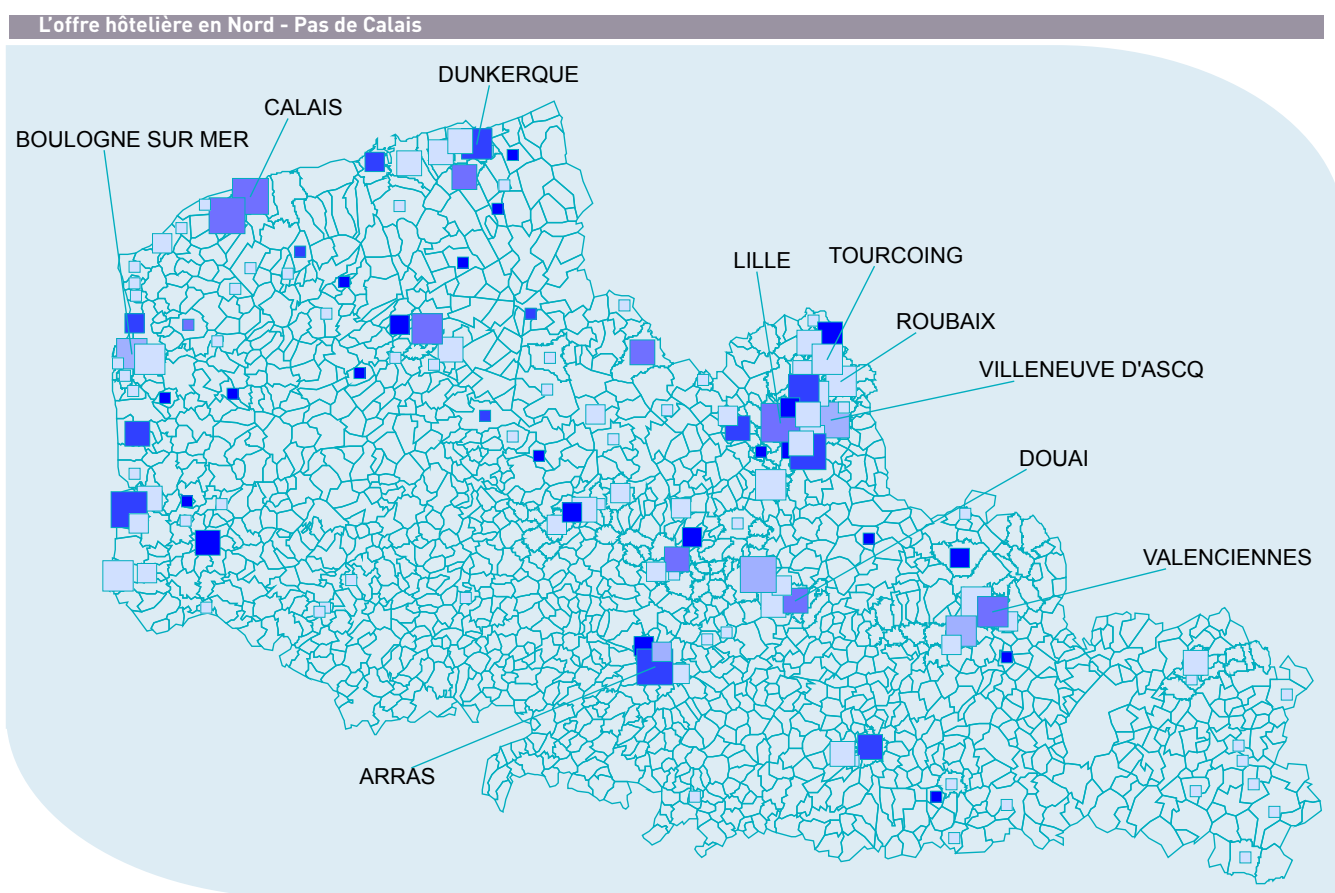 L'offre hôtelière en Nord - Pas de Calais
DUNKERQUE
CALAIS
BOULOGNE SUR MER
LILLE
TOURCOING
ROUBAIX
VILLENEUVE D'ASCQ
DOUAI
VALENCIENNES
ARRAS